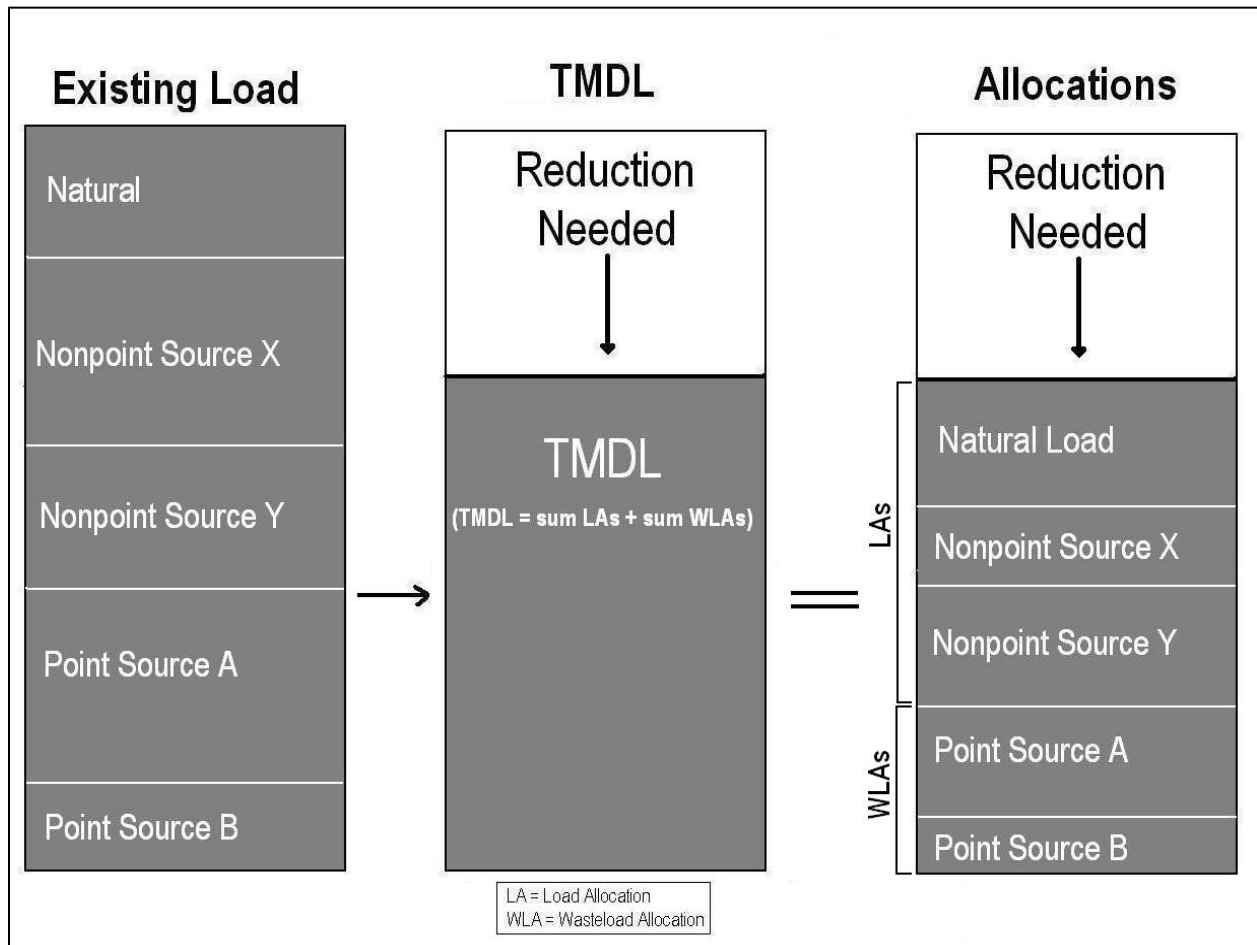 Existing Load
Natural
Nonpoint Source X
Nonpoint Source Y
Point Source A
Point Source B
TMDL
Reduction
Needed
TMDL
(TMDL = sum LAs + sum WLAs)
=
Allocations
Reduction
Needed
LAs
Natural Load
Nonpoint Source X
Nonpoint Source Y
WLAs
Point Source A
Point Source B
LA = Load Allocation
WLA = Wasteload Allocation